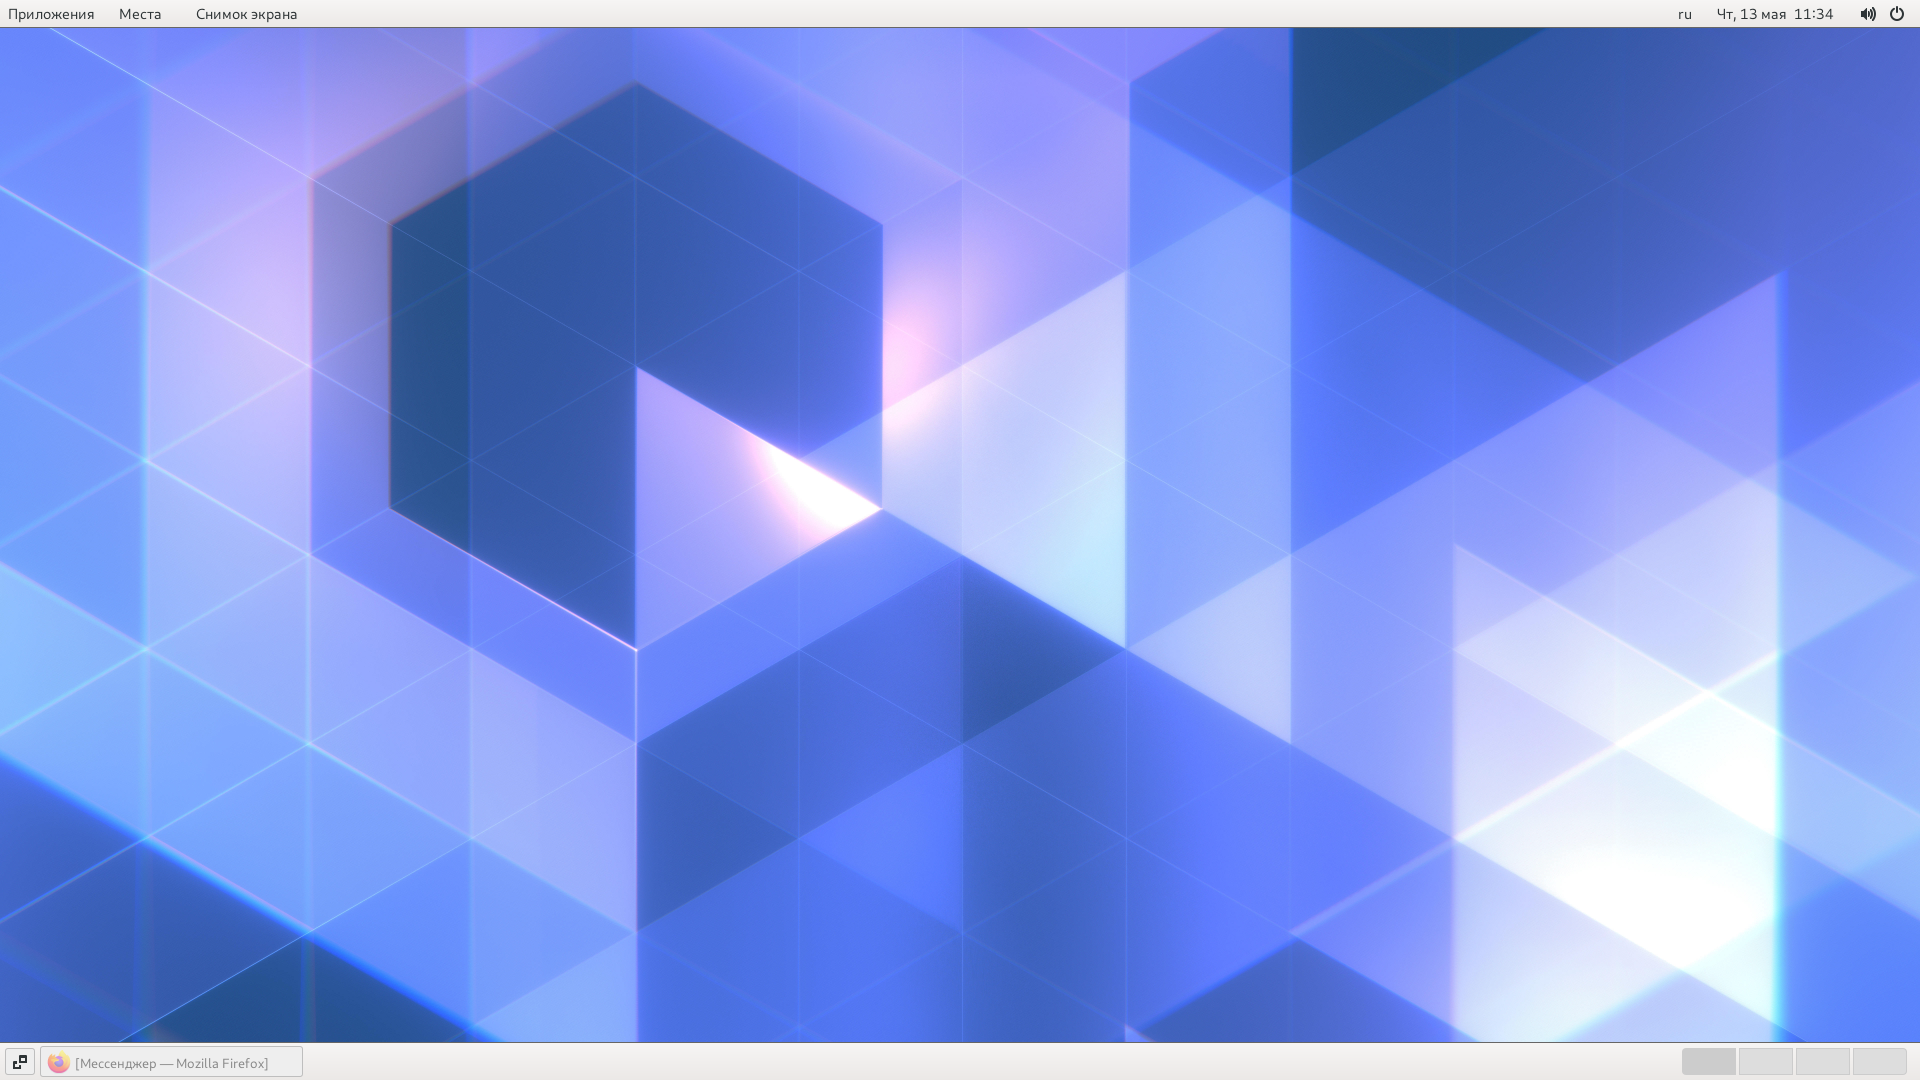 Приложения Места Снимок экрана ru Чт, 13 мая 11:34
[Мессенджер — Mozilla Firefox]